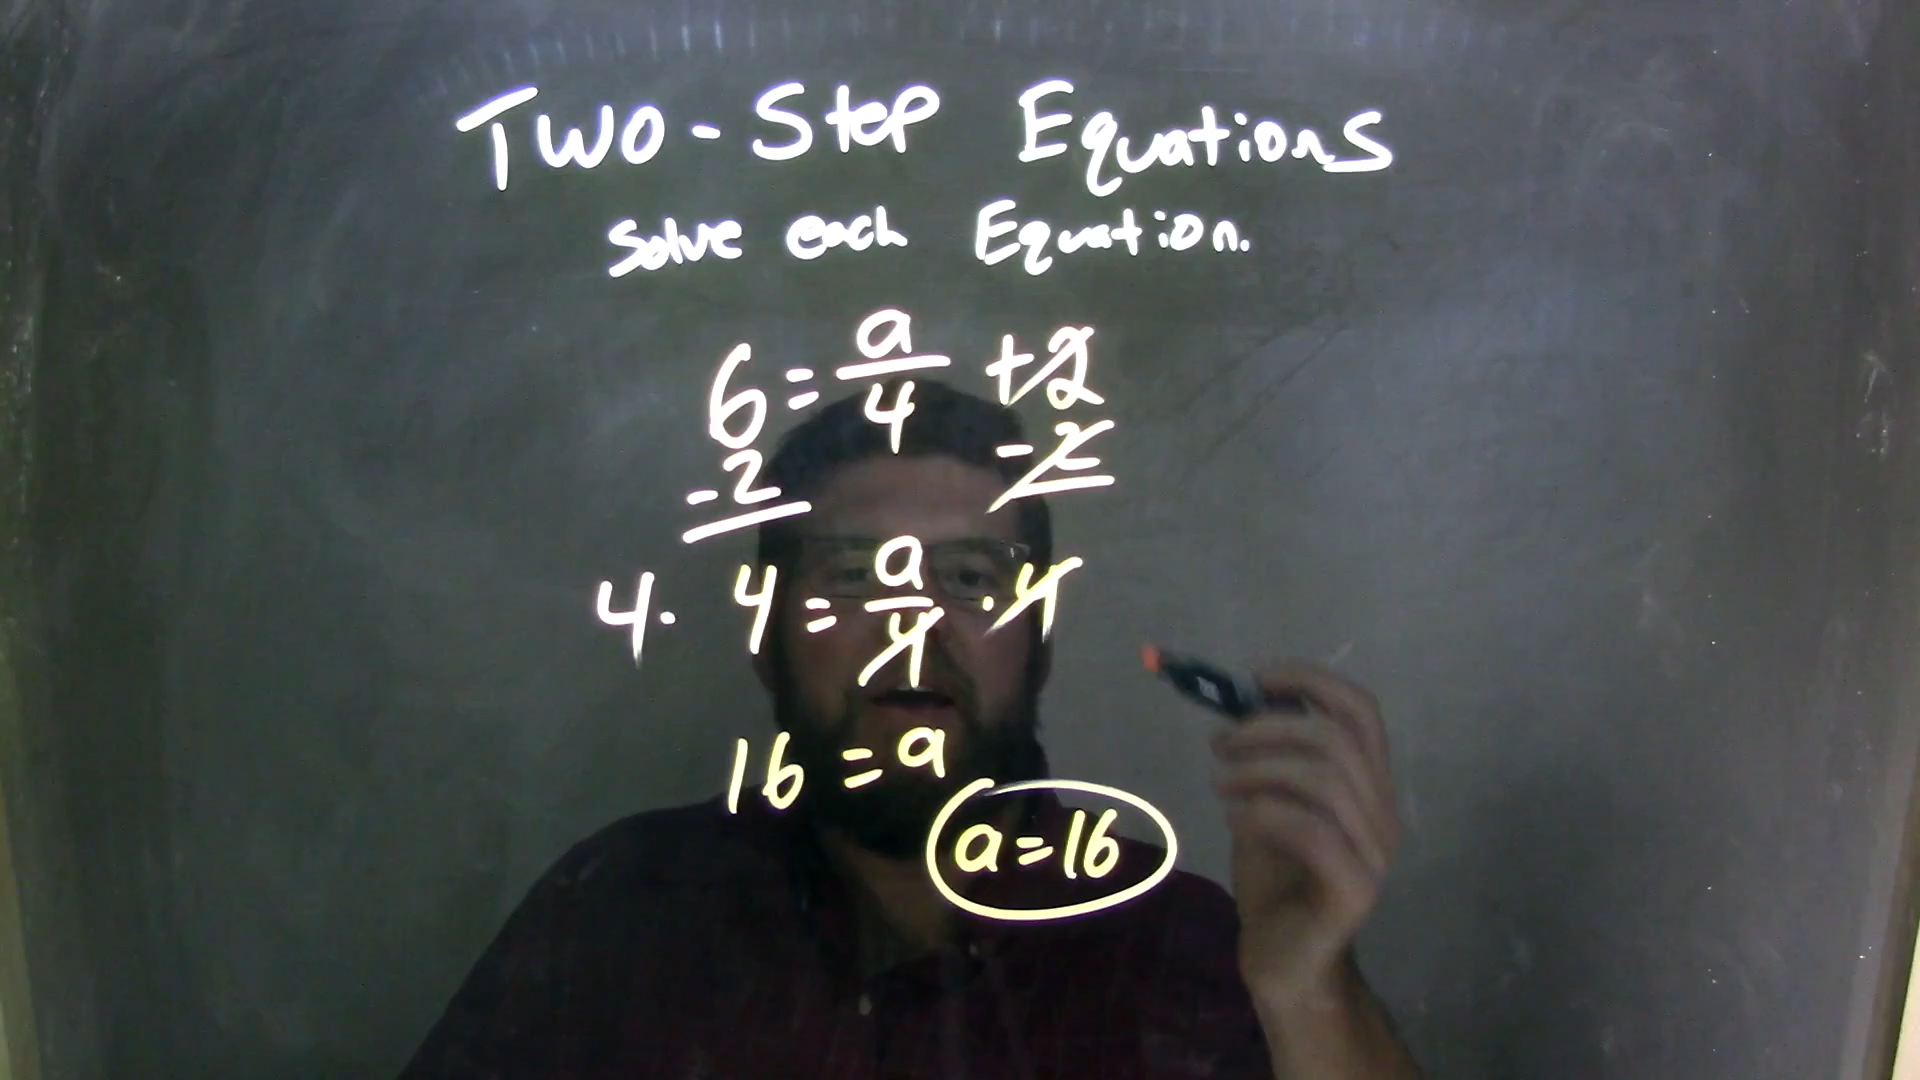 Two-Step Equations
Solve each Equation.
6 = a/4 + 2
-2 -2
4 · 4 = a/4 · 4
16 = a
a = 16